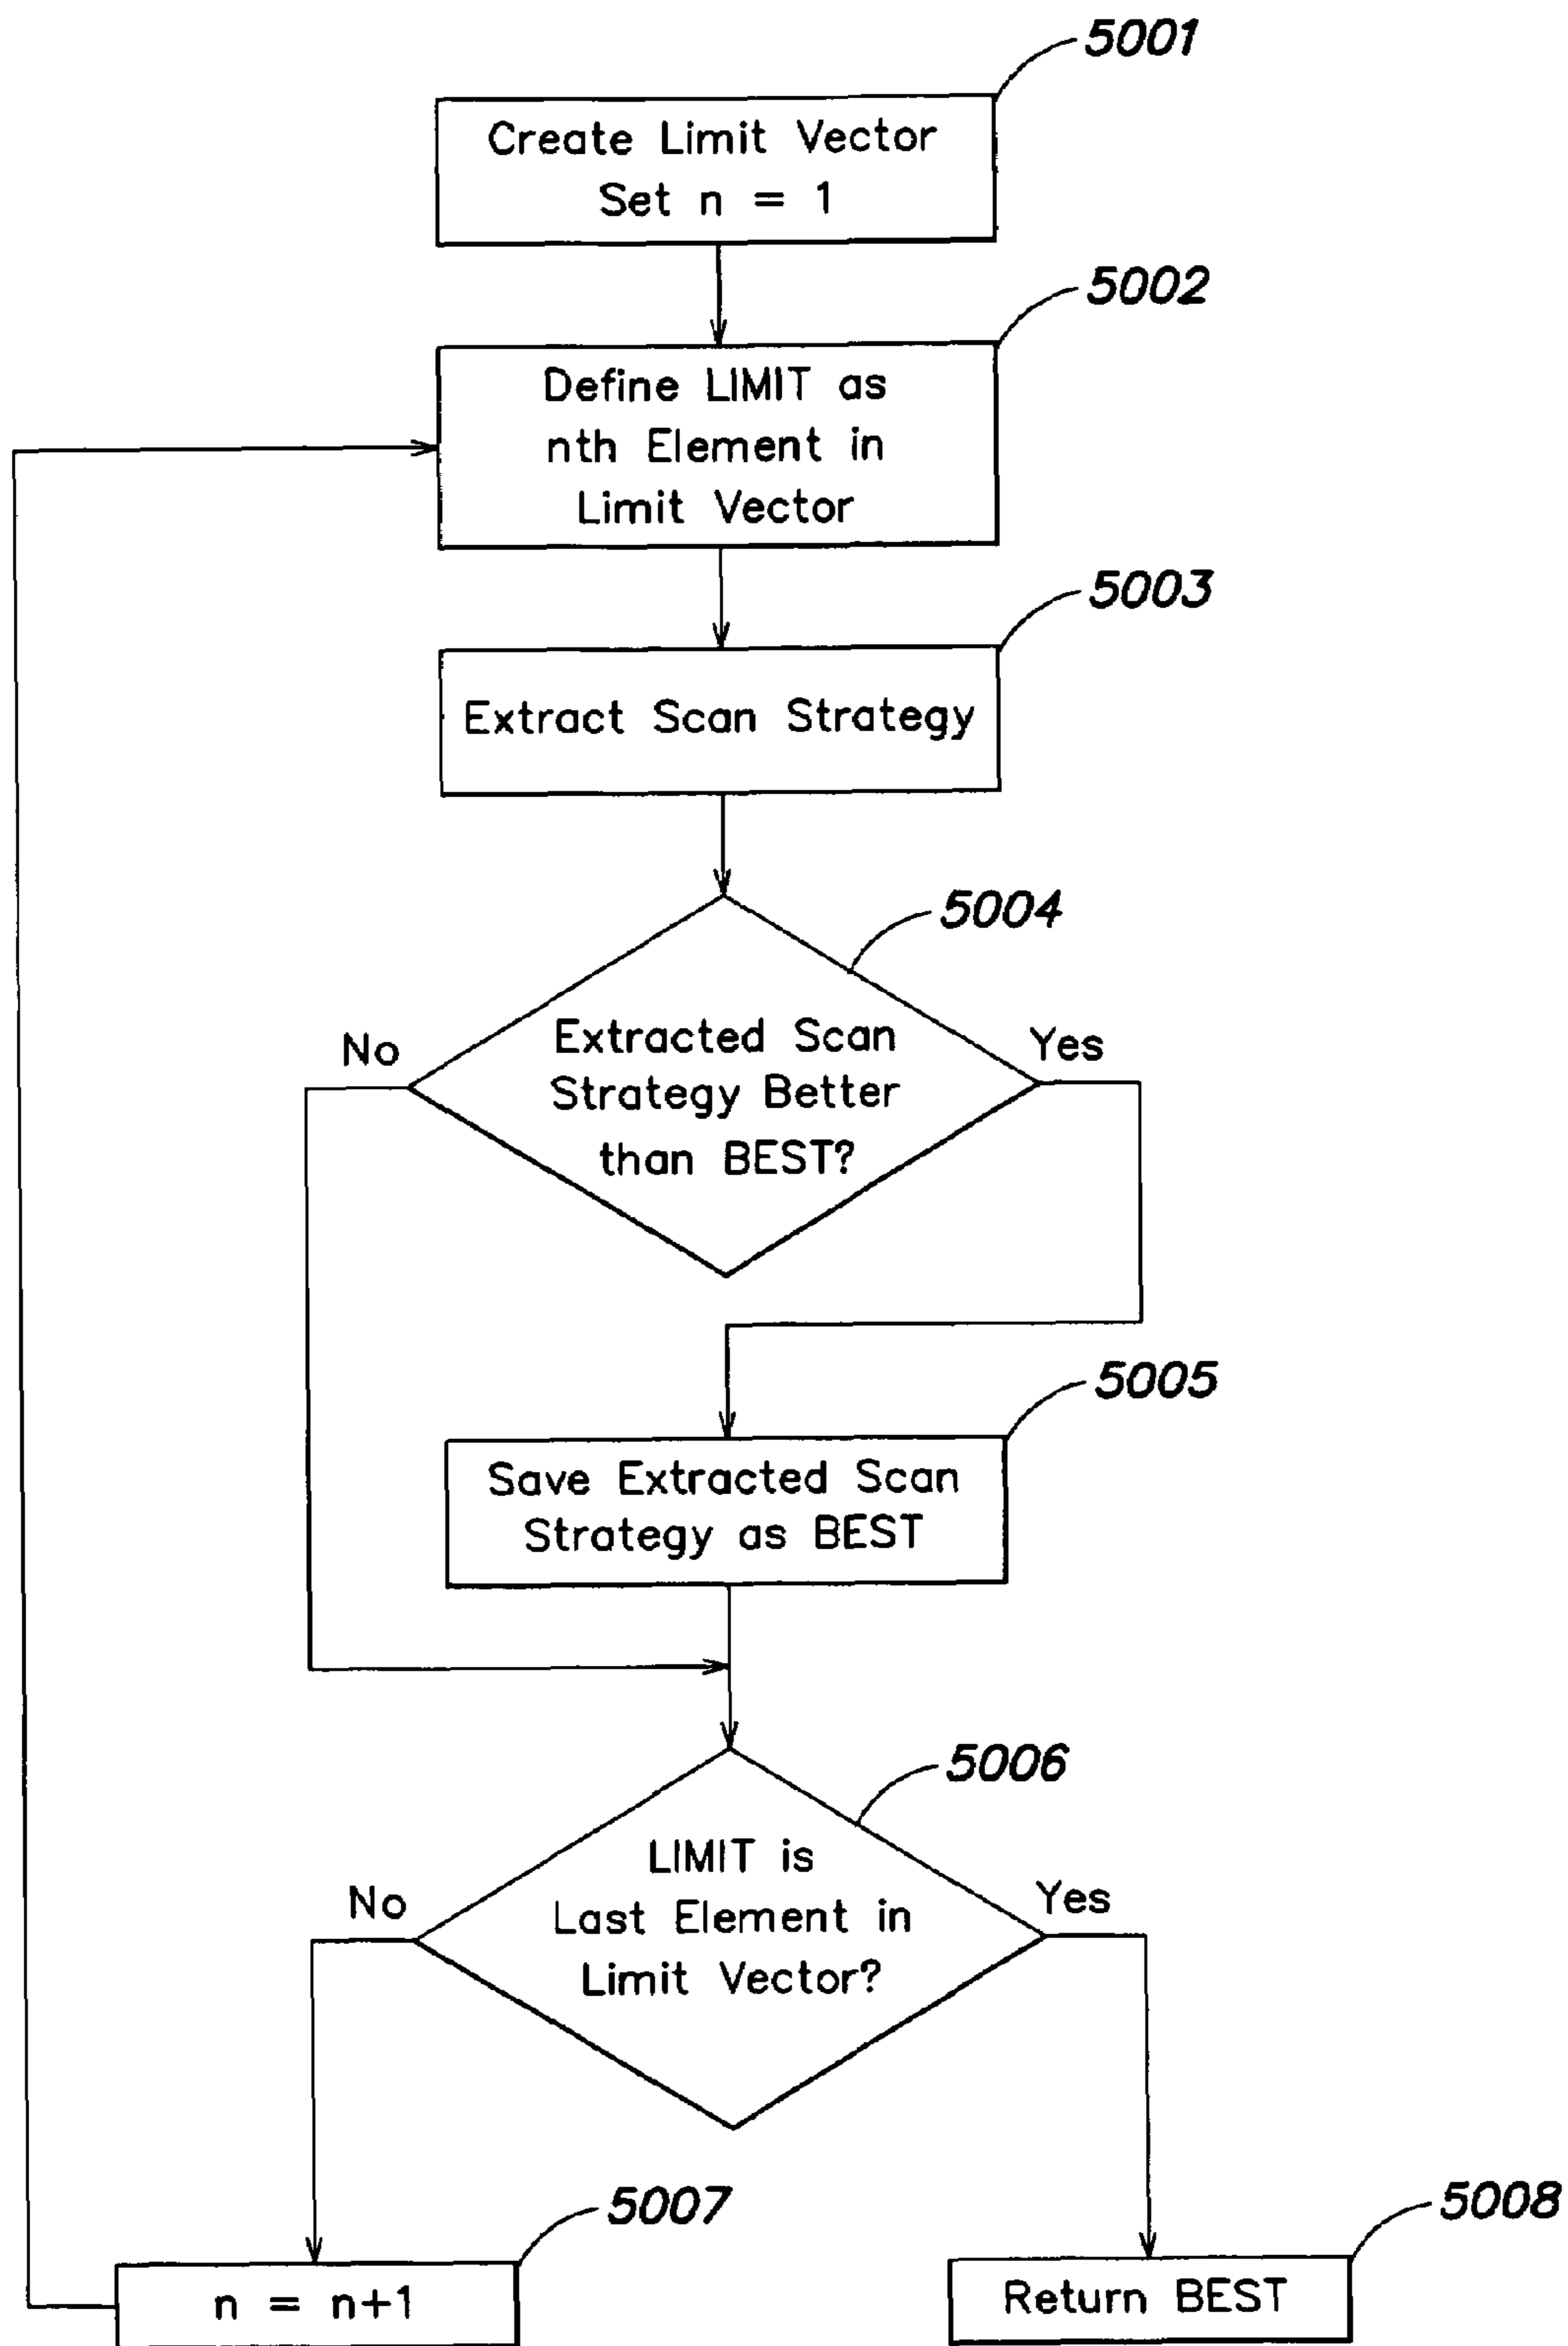 5001
Create Limit Vector
Set n = 1
5002
Define LIMIT as
nth Element in
Limit Vector
5003
Extract Scan Strategy
5004
No
Extracted Scan
Strategy Better
than BEST?
Yes
5005
Save Extracted Scan
Strategy as BEST
5006
No
LIMIT is
Last Element in
Limit Vector?
Yes
5007
n = n+1
5008
Return BEST